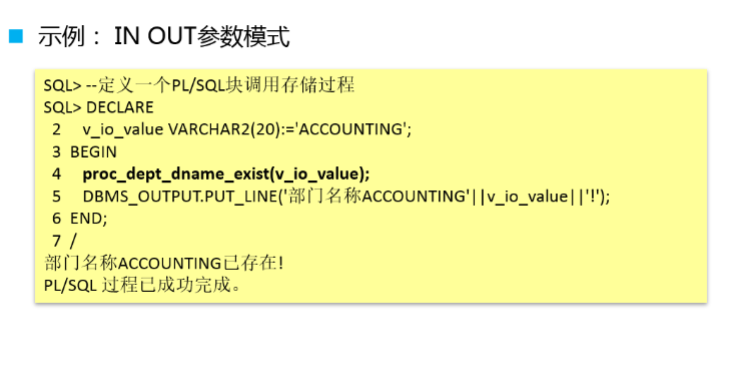 示例： IN OUT参数模式
SQL> --定义一个PL/SQL块调用存储过程
SQL> DECLARE
2 v_io_value VARCHAR2(20):='ACCOUNTING';
3 BEGIN
4 proc_dept_dname_exist(v_io_value);
5 DBMS_OUTPUT.PUT_LINE('部门名称ACCOUNTING'||v_io_value||'!');
6 END;
7 /
部门名称ACCOUNTING已存在!
PL/SQL 过程已成功完成。